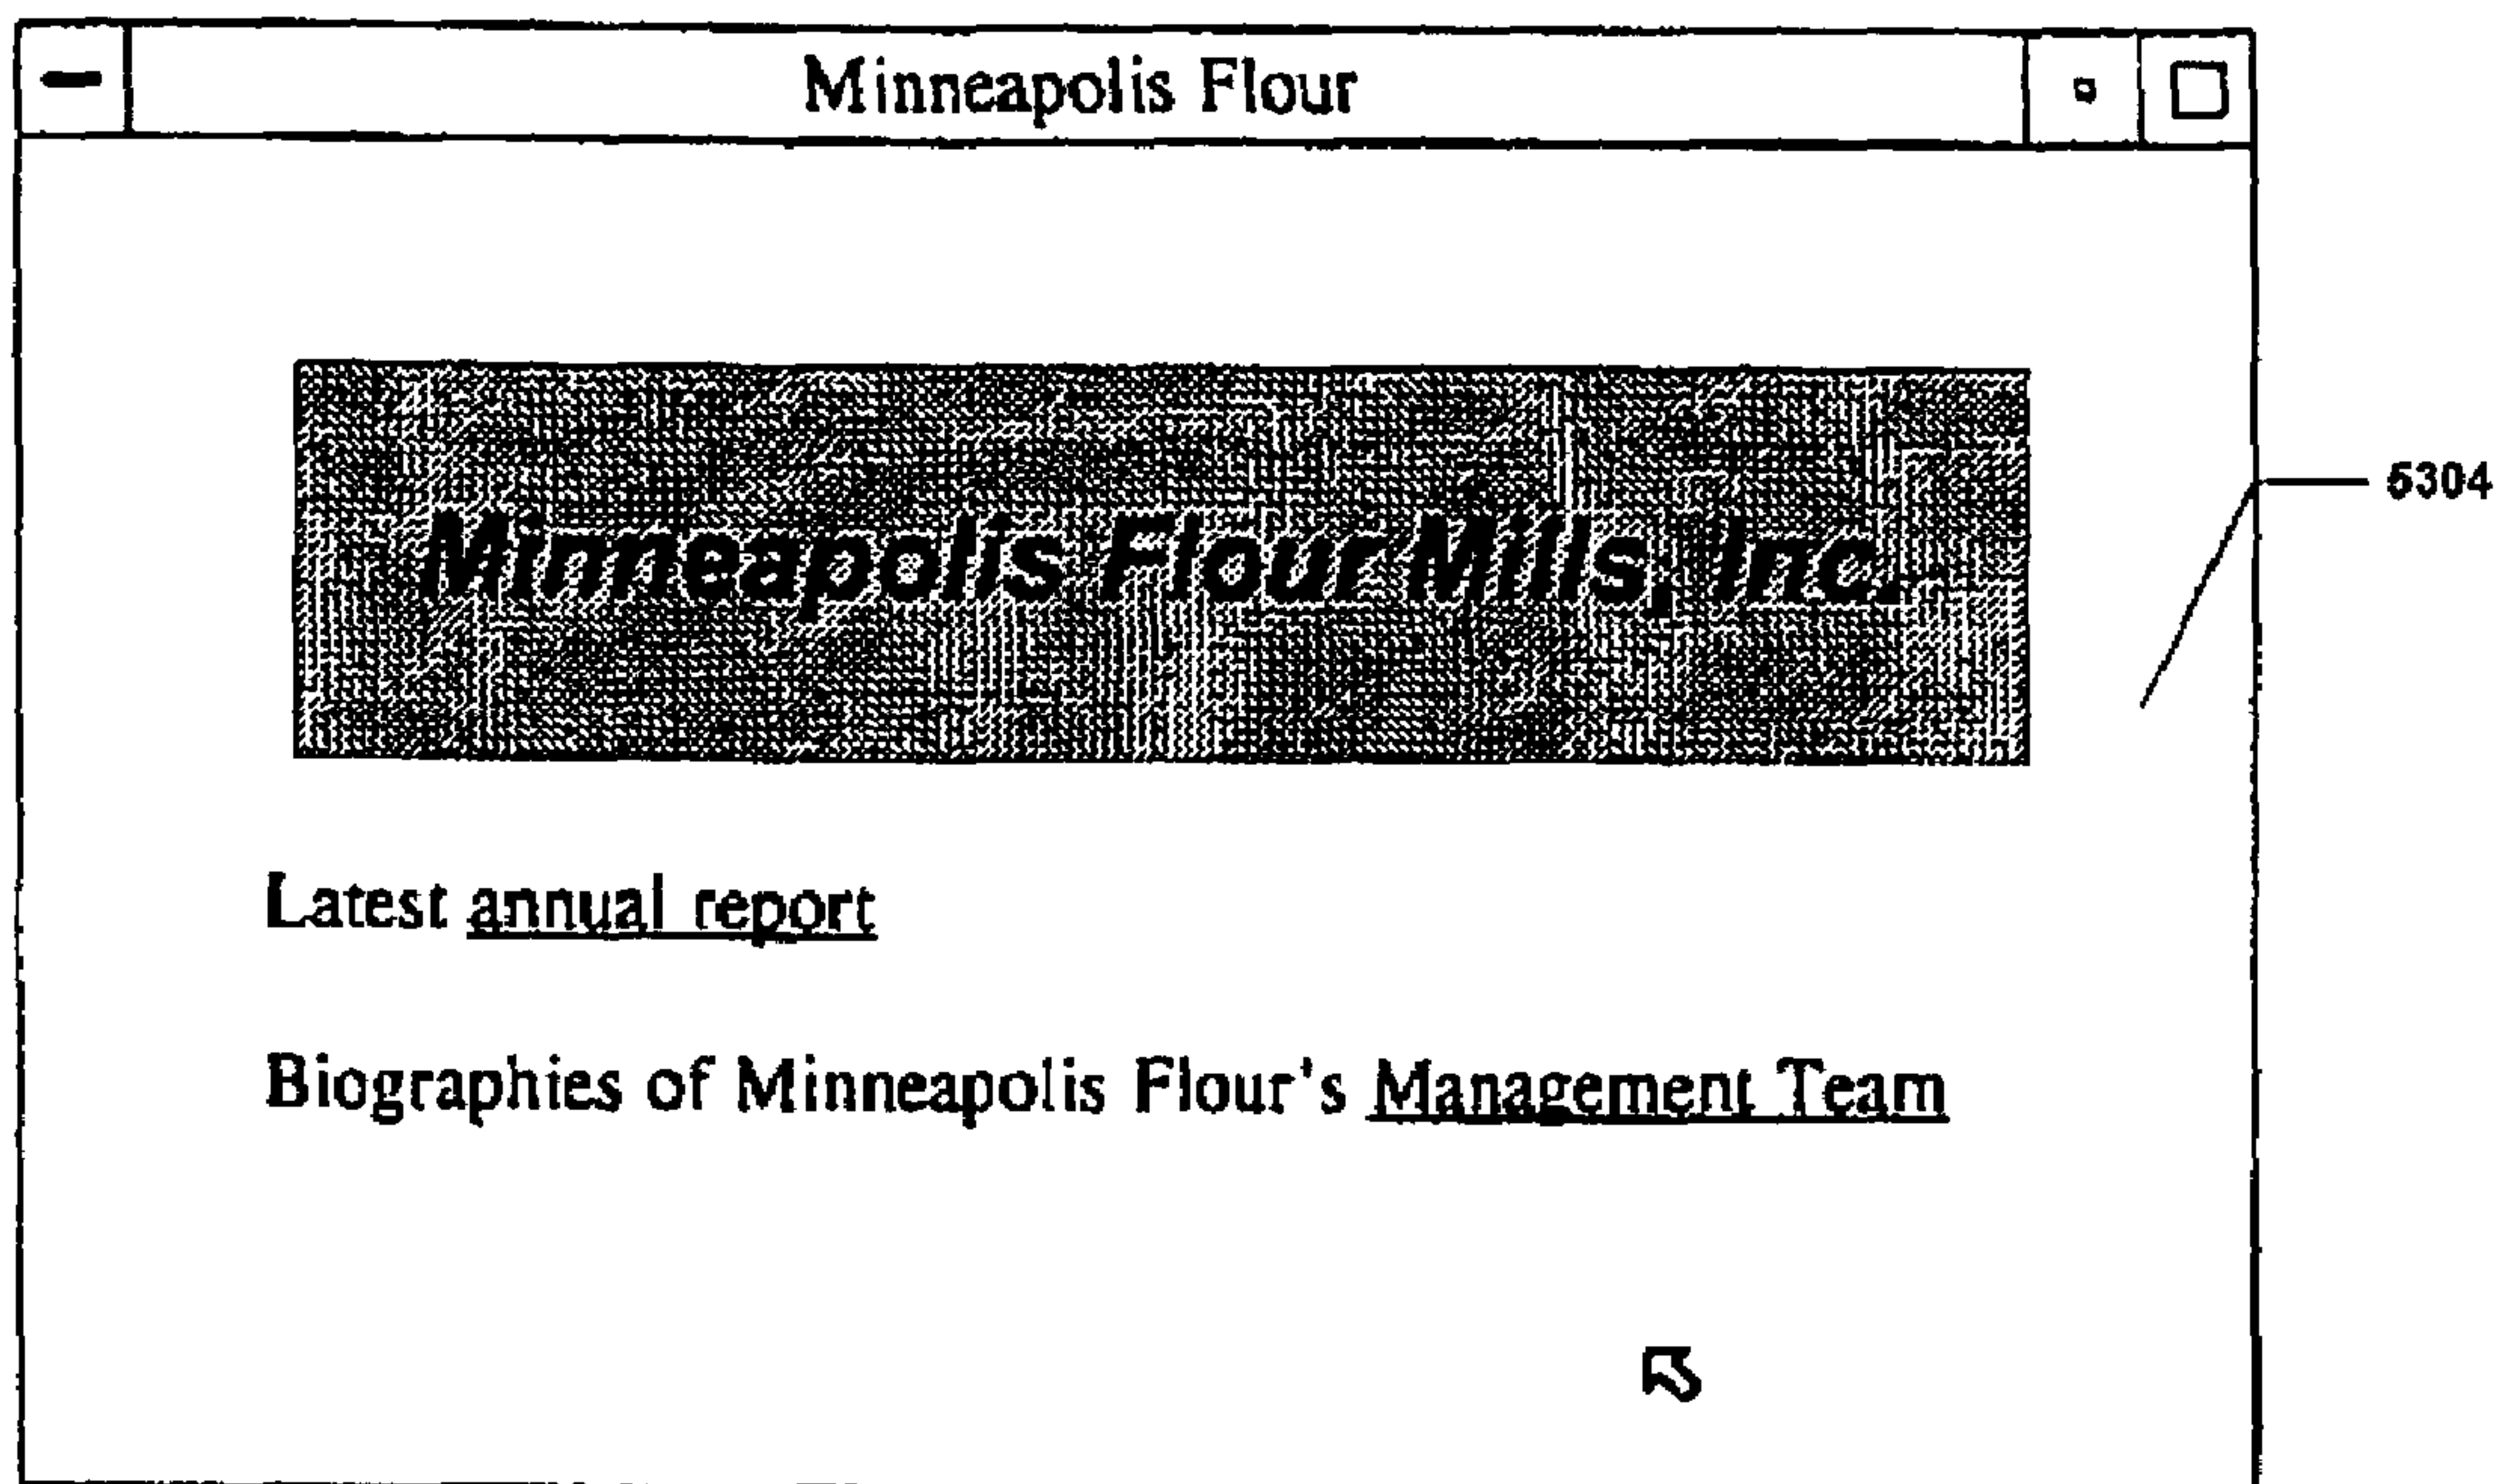 Minneapolis Flour
Minneapolis Flour Mills, Inc.
5304
Latest annual report
Biographies of Minneapolis Flour's Management Team